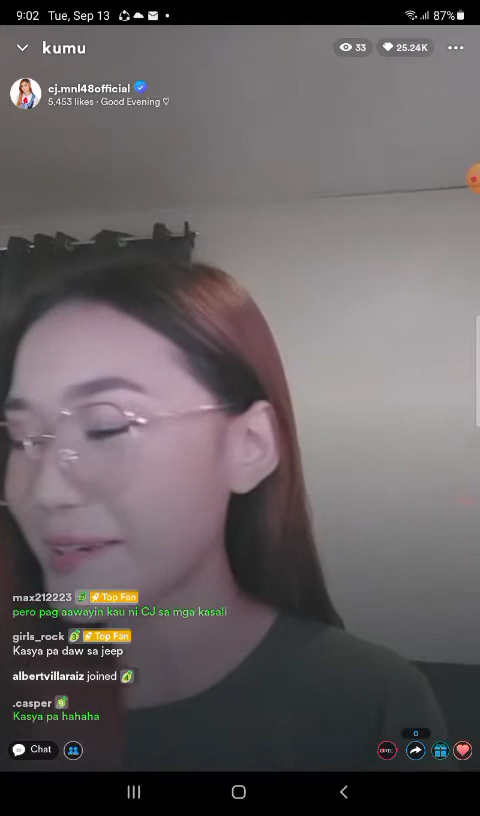 9:02 Tue, Sep 13
87%
kumu
33
25.24K
cj.mnl48official
5,453 likes · Good Evening ♡
max212223 Top Fan
pero pag aawayin kau ni CJ sa mga kasali
girls_rock 3 Top Fan
Kasya pa daw sa jeep
albertvillaraiz joined 4
.casper
Kasya pa hahaha
0
Chat